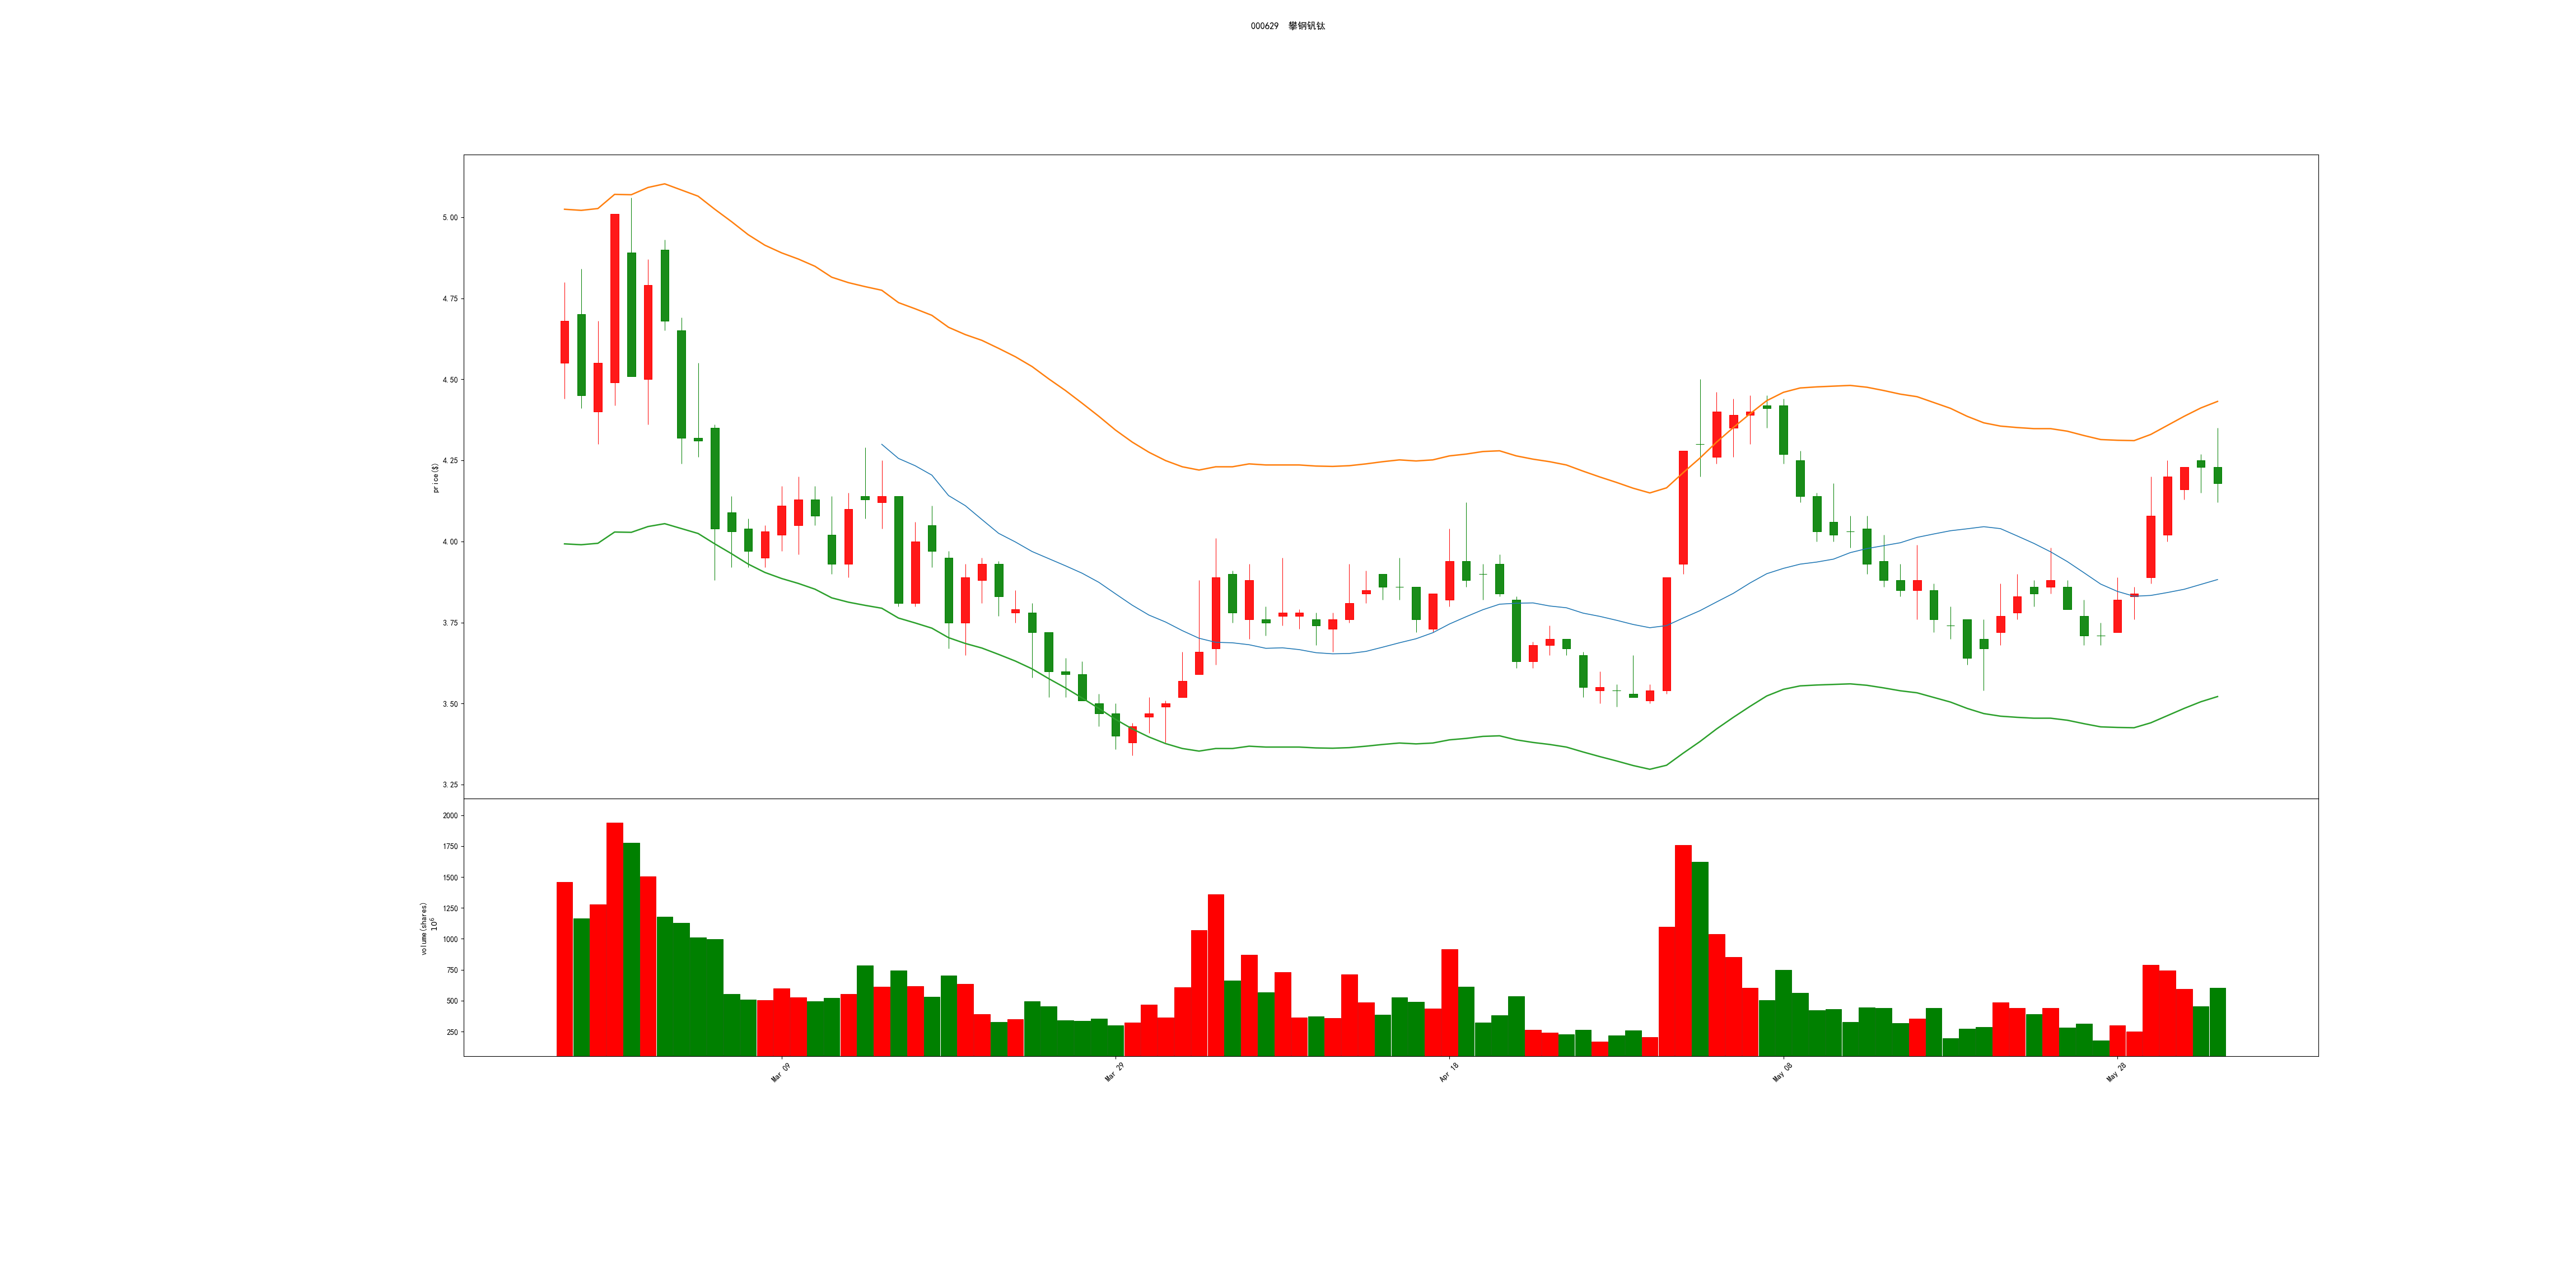 000629 攀钢钒钛
price($)
5.00
4.75
4.50
4.25
4.00
3.75
3.50
3.25
volume(shares)
10^6
2000
1750
1500
1250
1000
750
500
250
Mar 09
Mar 29
Apr 18
May 08
May 28